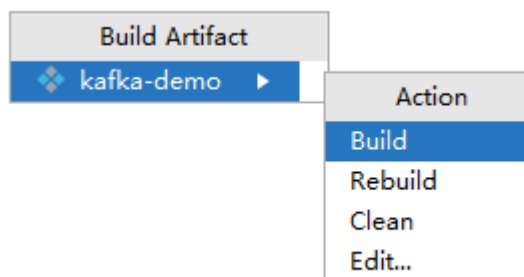 Build Artifact
kafka-demo
Action
Build
Rebuild
Clean
Edit...